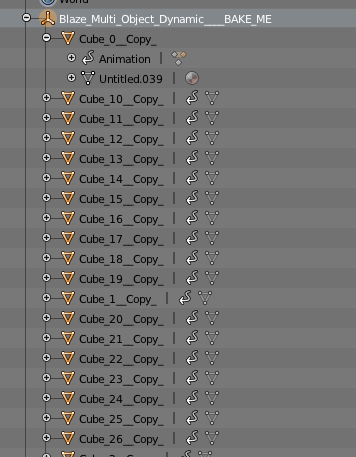 World
Blaze_Multi_Object_Dynamic___BAKE_ME
Cube_0__Copy_
Animation
Untitled.039
Cube_10__Copy_
Cube_11__Copy_
Cube_12__Copy_
Cube_13__Copy_
Cube_14__Copy_
Cube_15__Copy_
Cube_16__Copy_
Cube_17__Copy_
Cube_18__Copy_
Cube_19__Copy_
Cube_1__Copy_
Cube_20__Copy_
Cube_21__Copy_
Cube_22__Copy_
Cube_23__Copy_
Cube_24__Copy_
Cube_25__Copy_
Cube_26__Copy_